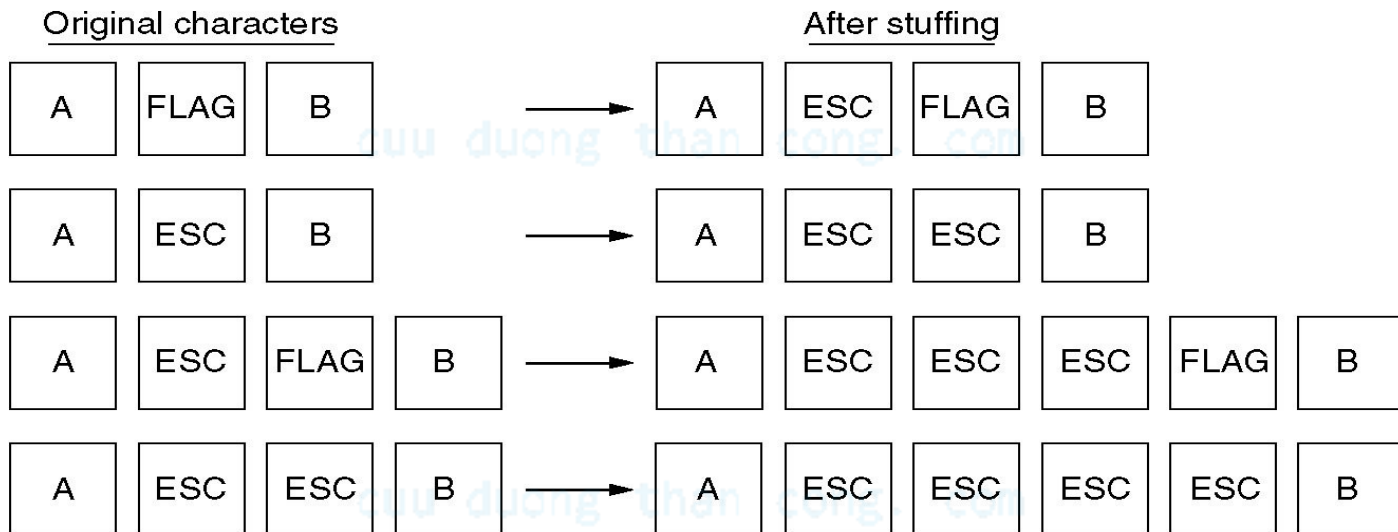 Original characters After stuffing
A FLAG B A ESC FLAG B
cuu duong than cong. com
A ESC B A ESC ESC B
A ESC FLAG B A ESC ESC ESC FLAG B
A ESC ESC B A ESC ESC ESC ESC B
cuu duong than cong. com